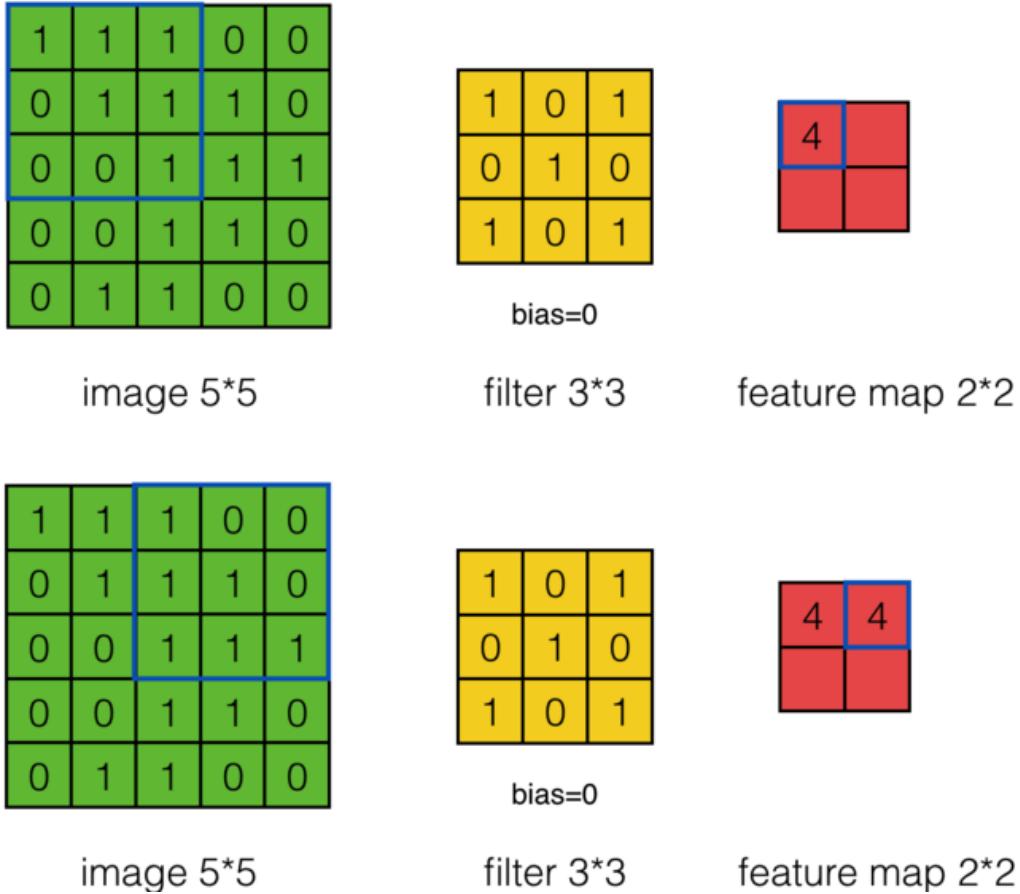 1 1 1 0 0
0 1 1 1 0
0 0 1 1 1
0 0 1 1 0
0 1 1 0 0
1 0 1
0 1 0
1 0 1
bias=0
4
image 5*5
filter 3*3
feature map 2*2
1 1 1 0 0
0 1 1 1 0
0 0 1 1 1
0 0 1 1 0
0 1 1 0 0
1 0 1
0 1 0
1 0 1
bias=0
4 4
image 5*5
filter 3*3
feature map 2*2